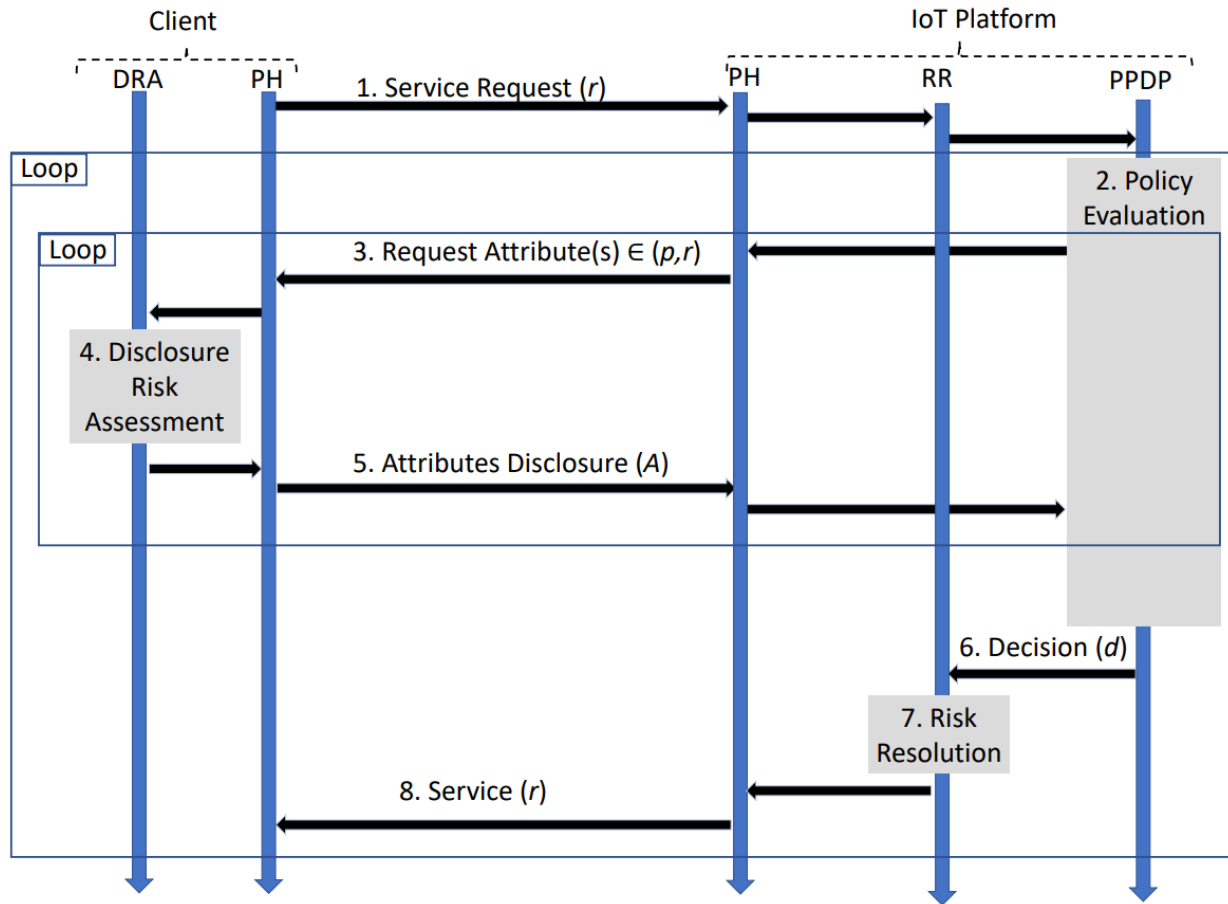 Client
IoT Platform
DRA
PH
PH
RR
PPDP
1. Service Request (r)
Loop
2. Policy
Evaluation
Loop
3. Request Attribute(s) ∈ (p,r)
4. Disclosure
Risk
Assessment
5. Attributes Disclosure (A)
6. Decision (d)
7. Risk
Resolution
8. Service (r)